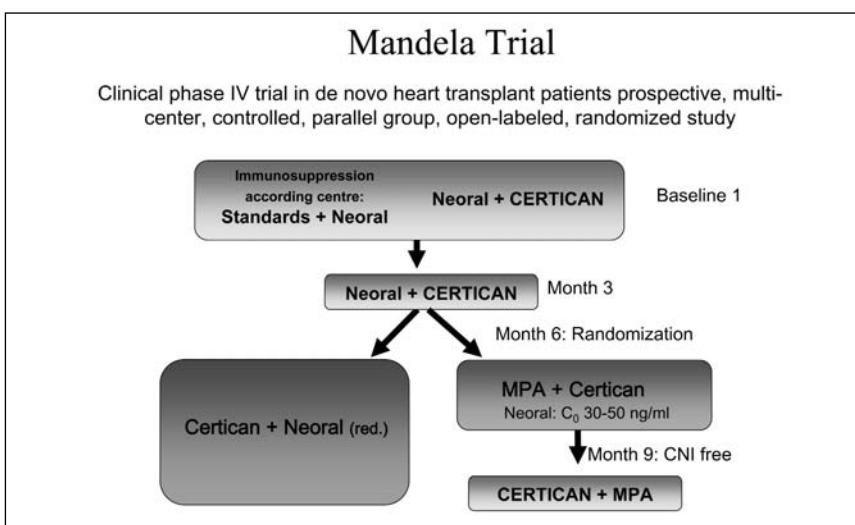 Mandela Trial
Clinical phase IV trial in de novo heart transplant patients prospective, multi-
center, controlled, parallel group, open-labeled, randomized study
Immunosuppression
according centre:
Standards + Neoral
Neoral + CERTICAN
Baseline 1
Neoral + CERTICAN
Month 3
Month 6: Randomization
Certican + Neoral (red.)
MPA + Certican
Neoral: C₀ 30-50 ng/ml
Month 9: CNI free
CERTICAN + MPA